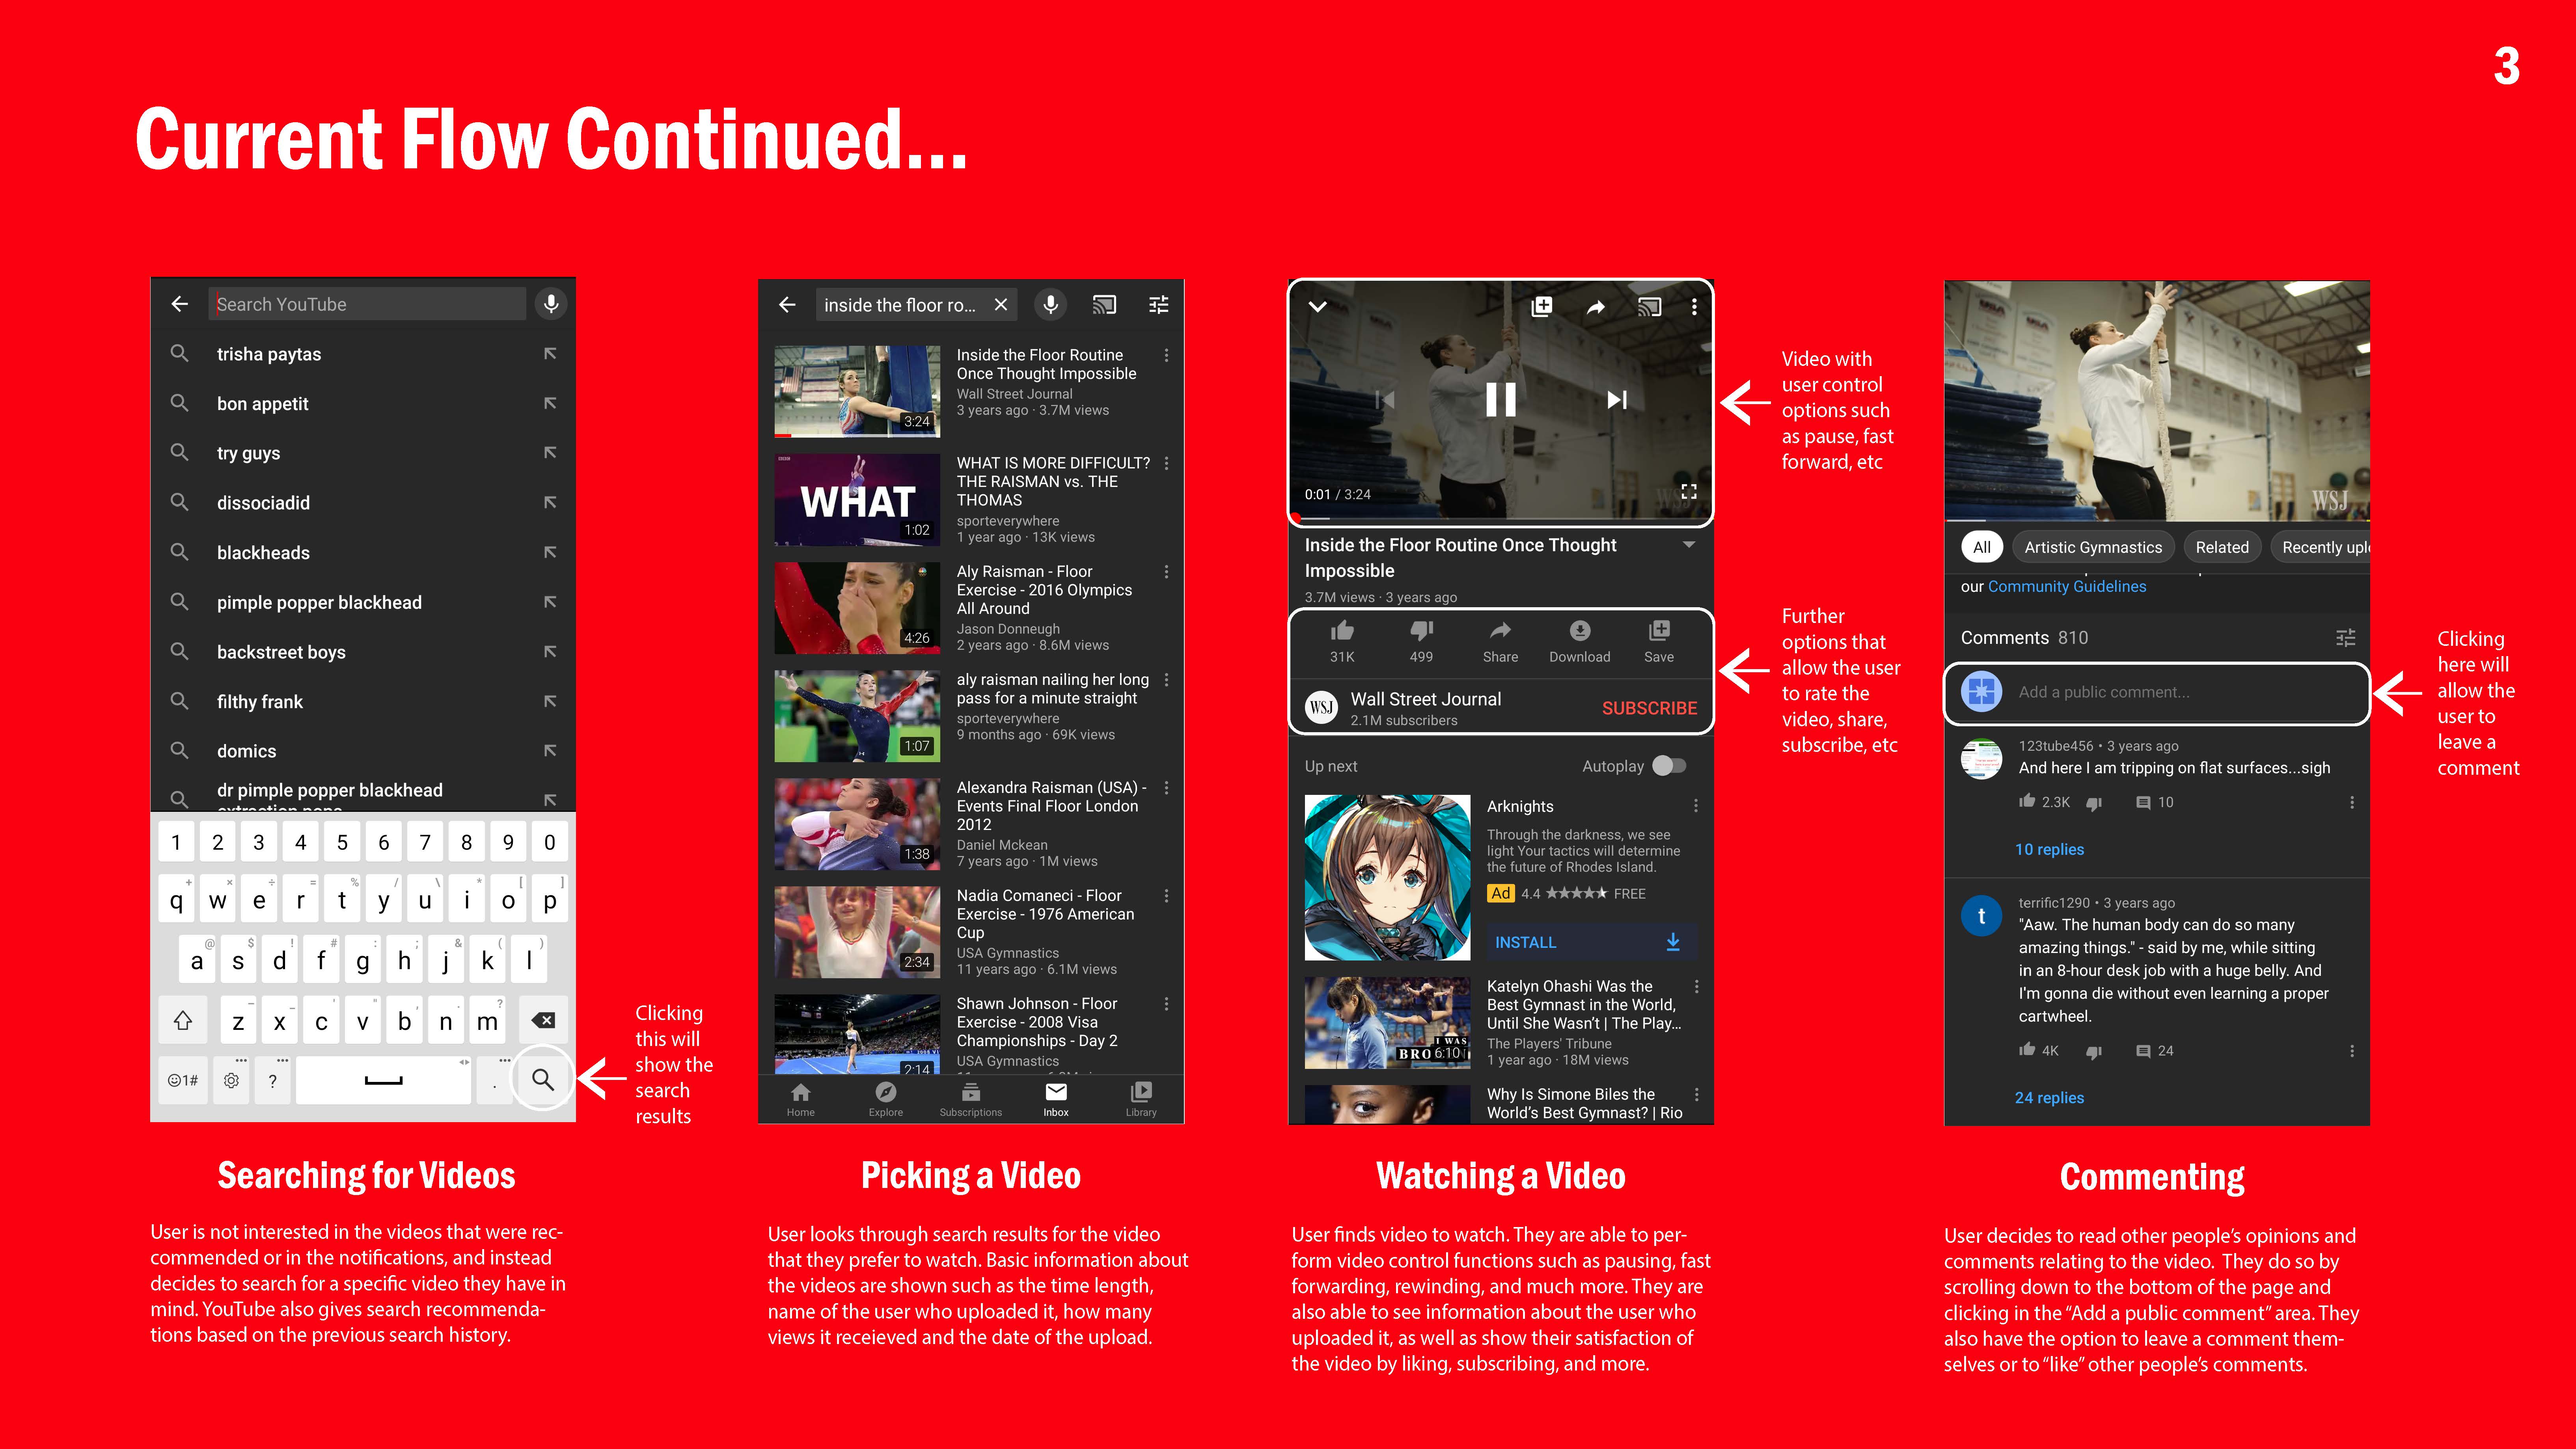 3
Current Flow Continued...
Search YouTube
trisha paytas
bon appetit
try guys
dissociadid
blackheads
pimple popper blackhead
backstreet boys
filthy frank
domics
dr pimple popper blackhead
1 2 3 4 5 6 7 8 9 0
q w e r t y u i o p
a s d f g h j k l
z x c v b n m
☺1# ? .
Clicking
this will
show the
search
results
Searching for Videos
User is not interested in the videos that were rec-
commended or in the notifications, and instead
decides to search for a specific video they have in
mind. YouTube also gives search recommenda-
tions based on the previous search history.
inside the floor ro...
Inside the Floor Routine
Once Thought Impossible
Wall Street Journal
3 years ago · 3.7M views
3:24
WHAT IS MORE DIFFICULT?
THE RAISMAN vs. THE
THOMAS
sporteverywhere
1 year ago · 13K views
WHAT
1:02
Aly Raisman - Floor
Exercise - 2016 Olympics
All Around
Jason Donneugh
2 years ago · 8.6M views
4:26
aly raisman nailing her long
pass for a minute straight
sporteverywhere
9 months ago · 69K views
1:07
Alexandra Raisman (USA) -
Events Final Floor London
2012
Daniel Mckean
7 years ago · 1M views
1:38
Nadia Comaneci - Floor
Exercise - 1976 American
Cup
USA Gymnastics
11 years ago · 6.1M views
2:34
Shawn Johnson - Floor
Exercise - 2008 Visa
Championships - Day 2
USA Gymnastics
2:14
Home Explore Subscriptions Inbox Library
Picking a Video
User looks through search results for the video
that they prefer to watch. Basic information about
the videos are shown such as the time length,
name of the user who uploaded it, how many
views it receieved and the date of the upload.
0:01 / 3:24
WSJ
Inside the Floor Routine Once Thought
Impossible
3.7M views · 3 years ago
31K 499 Share Download Save
WSJ
Wall Street Journal
2.1M subscribers
SUBSCRIBE
Up next Autoplay
Arknights
Through the darkness, we see
light Your tactics will determine
the future of Rhodes Island.
Ad 4.4 ★★★★★ FREE
INSTALL
Katelyn Ohashi Was the
Best Gymnast in the World,
Until She Wasn't | The Play...
The Players' Tribune
1 year ago · 18M views
I WAS
BRO
6:10
Why Is Simone Biles the
World's Best Gymnast? | Rio
Video with
user control
options such
as pause, fast
forward, etc
Further
options that
allow the user
to rate the
video, share,
subscribe, etc
Watching a Video
User finds video to watch. They are able to per-
form video control functions such as pausing, fast
forwarding, rewinding, and much more. They are
also able to see information about the user who
uploaded it, as well as show their satisfaction of
the video by liking, subscribing, and more.
WSJ
All Artistic Gymnastics Related Recently uplo
our Community Guidelines
Comments 810
Add a public comment...
123tube456 • 3 years ago
And here I am tripping on flat surfaces...sigh
2.3K 10
10 replies
t
terrific1290 • 3 years ago
"Aaw. The human body can do so many
amazing things." - said by me, while sitting
in an 8-hour desk job with a huge belly. And
I'm gonna die without even learning a proper
cartwheel.
4K 24
24 replies
Clicking
here will
allow the
user to
leave a
comment
Commenting
User decides to read other people's opinions and
comments relating to the video. They do so by
scrolling down to the bottom of the page and
clicking in the “Add a public comment” area. They
also have the option to leave a comment them-
selves or to “like” other people's comments.